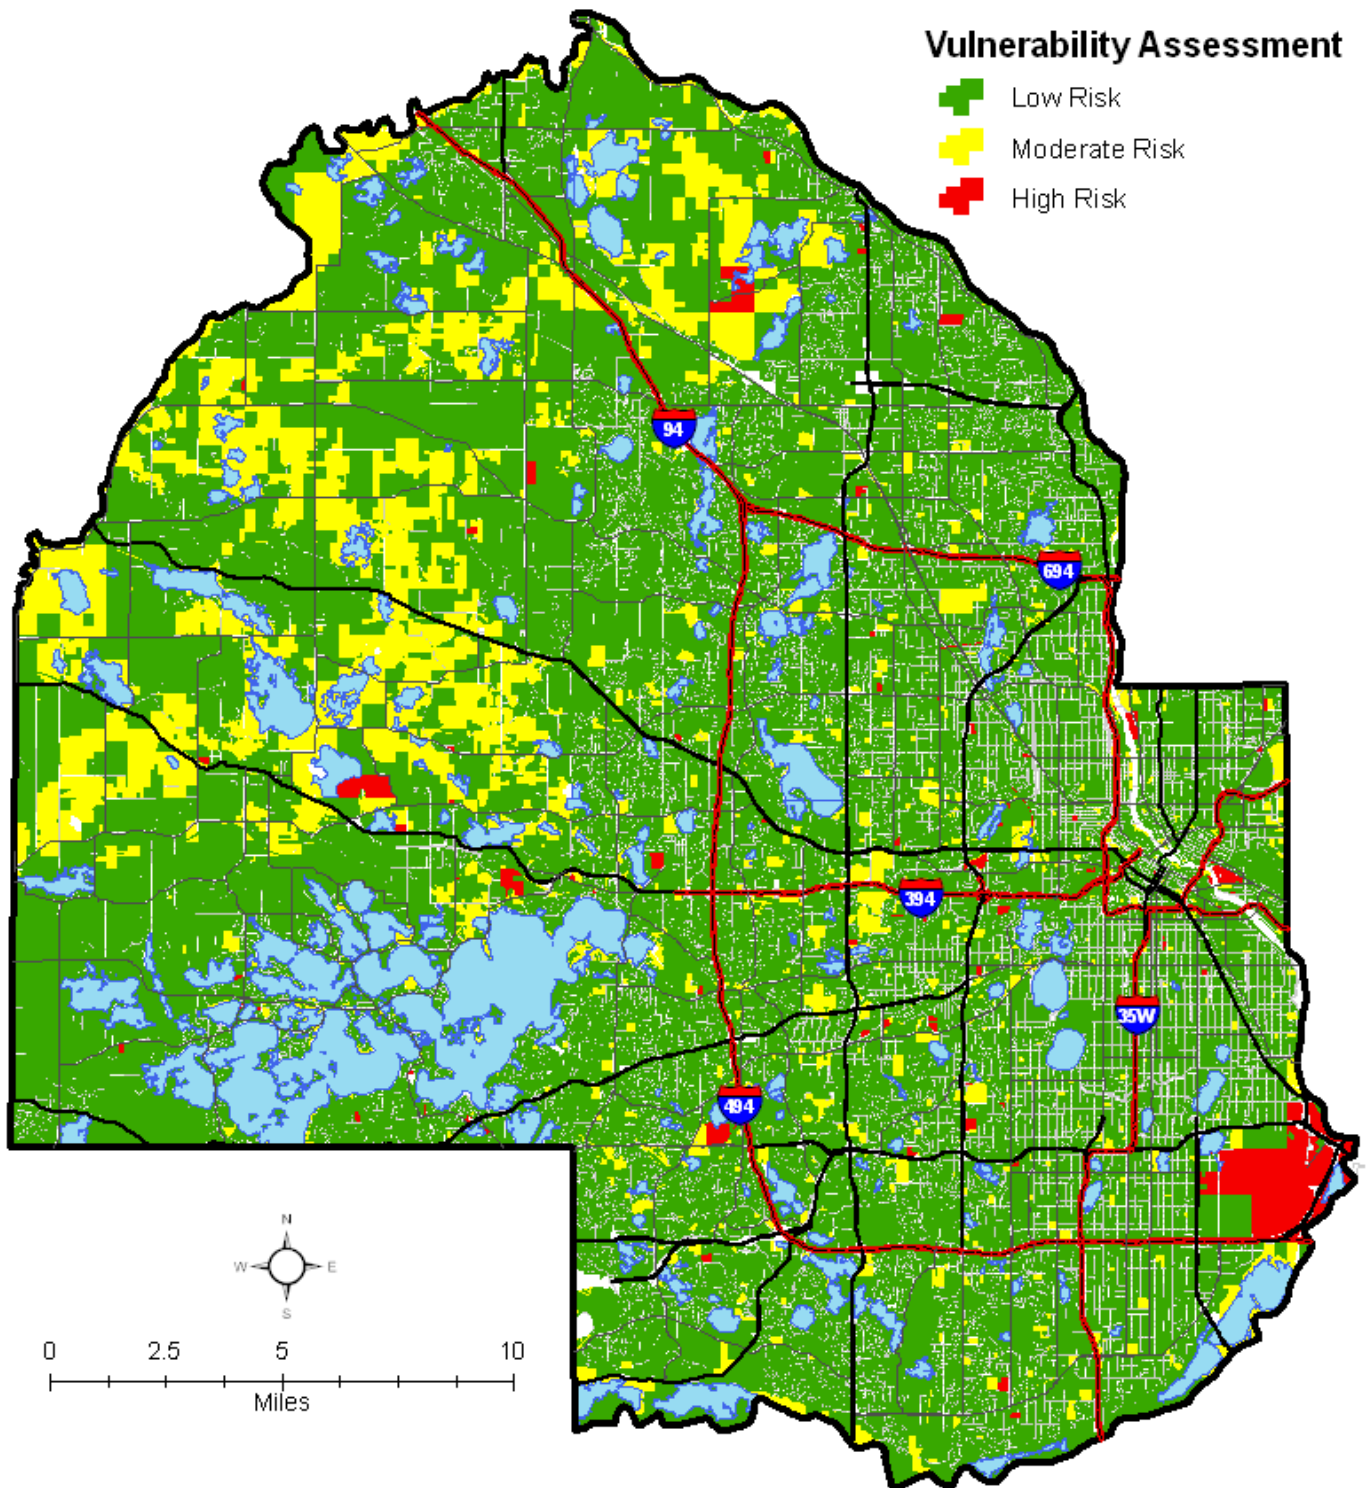 Vulnerability Assessment
Low Risk
Moderate Risk
High Risk
94
694
394
35W
494
N
W E
S
0 2.5 5 10
Miles